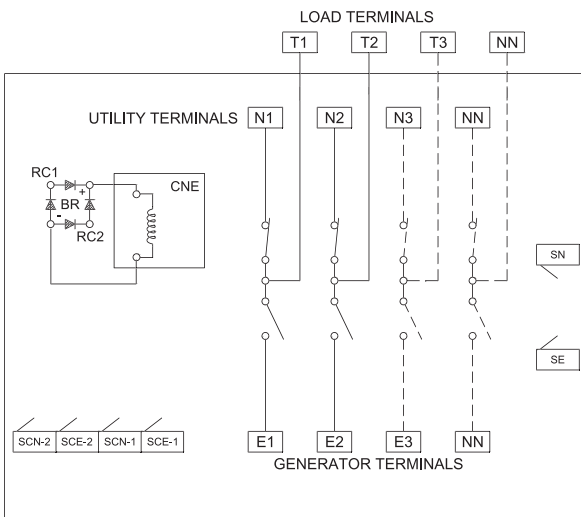 LOAD TERMINALS
T1 T2 T3 NN
UTILITY TERMINALS N1 N2 N3 NN
RC1
CNE
+
BR
-
RC2
SN
SE
SCN-2 SCE-2 SCN-1 SCE-1
E1 E2 E3 NN
GENERATOR TERMINALS